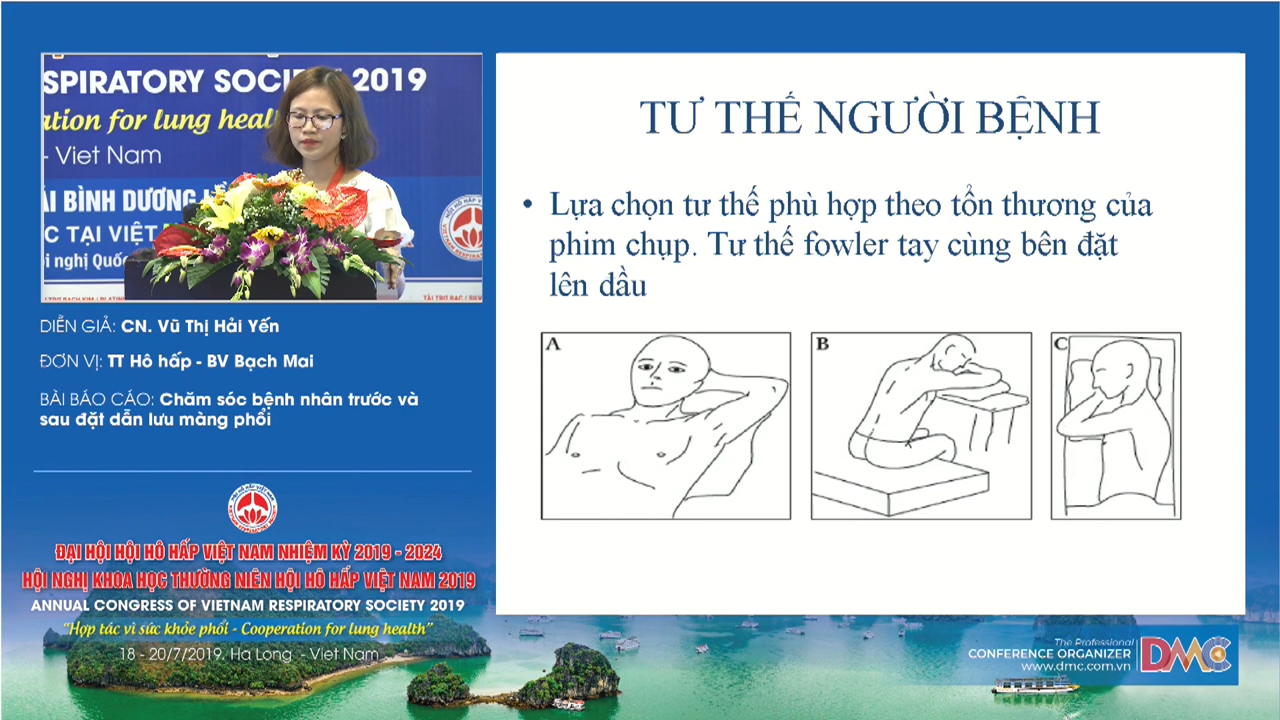 SPIRATORY SOCI
2019
ation for lung heal
- Viet Nam
ÁI BÌNH DƯƠNG
C TẠI VIỆT
i nghị Quốc
DIỄN GIẢ: CN. Vũ Thị Hải Yến
ĐƠN VỊ: TT Hô hấp - BV Bạch Mai
BÀI BÁO CÁO: Chăm sóc bệnh nhân trước và
sau đặt dẫn lưu màng phổi
ĐẠI HỘI HỘI HÔ HẤP VIỆT NAM NHIỆM KỲ 2019 - 2024
HỘI NGHỊ KHOA HỌC THƯỜNG NIÊN HỘI HÔ HẤP VIỆT NAM 2019
ANNUAL CONGRESS OF VIETNAM RESPIRATORY SOCIETY 2019
"Hợp tác vì sức khỏe phổi - Cooperation for lung health"
18 - 20/7/2019. Ha Long - Viet Nam
TƯ THẾ NGƯỜI BỆNH
• Lựa chọn tư thế phù hợp theo tổn thương của
phim chụp. Tư thế fowler tay cùng bên đặt
lên đầu
A
B
C
The Professional
CONFERENCE ORGANIZER
www.dmc.com.vn
DMC